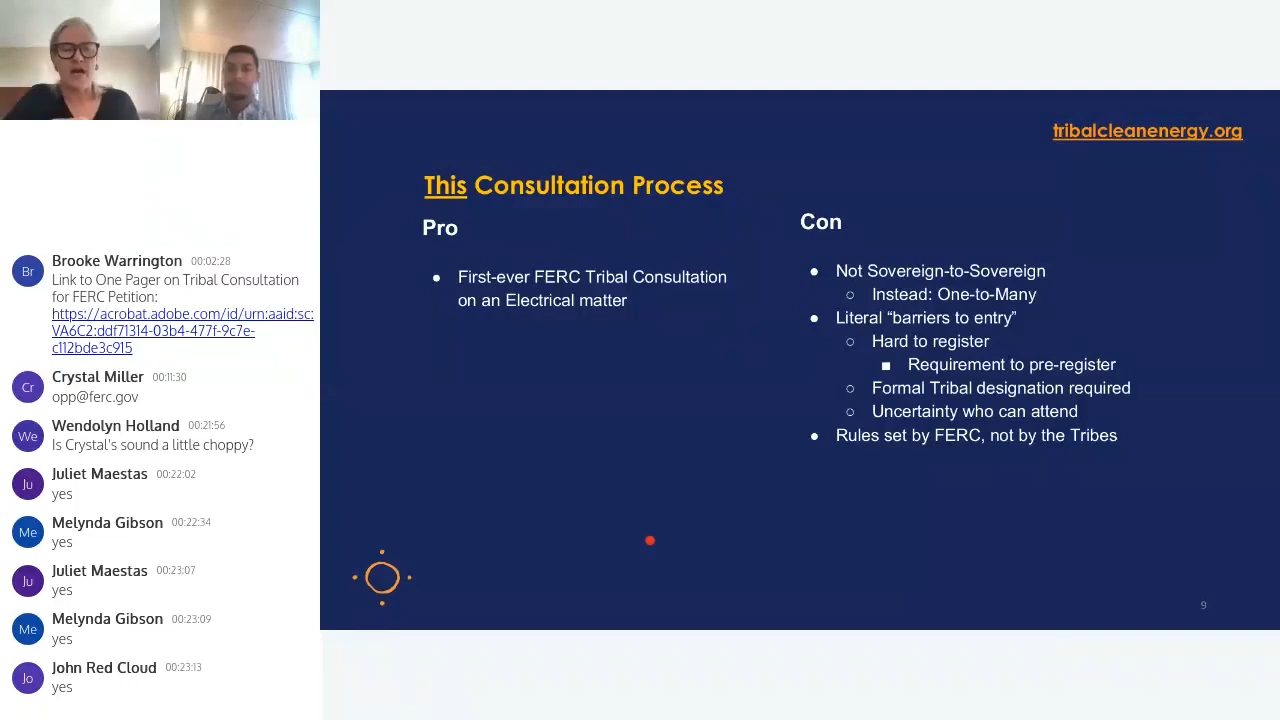 Br
Brooke Warrington 00:02:28
Link to One Pager on Tribal Consultation
for FERC Petition:
https://acrobat.adobe.com/id/urn:aaid:sc:
VA6C2:ddf71314-03b4-477f-9c7e-
c112bde3c915
Cr
Crystal Miller 00:11:30
opp@ferc.gov
We
Wendolyn Holland 00:21:56
Is Crystal's sound a little choppy?
Ju
Juliet Maestas 00:22:02
yes
Me
Melynda Gibson 00:22:34
yes
Ju
Juliet Maestas 00:23:07
yes
Me
Melynda Gibson 00:23:09
yes
Jo
John Red Cloud 00:23:13
yes
tribalcleanenergy.org
This Consultation Process
Pro
● First-ever FERC Tribal Consultation
on an Electrical matter
Con
● Not Sovereign-to-Sovereign
○ Instead: One-to-Many
● Literal “barriers to entry”
○ Hard to register
■ Requirement to pre-register
○ Formal Tribal designation required
○ Uncertainty who can attend
● Rules set by FERC, not by the Tribes
9